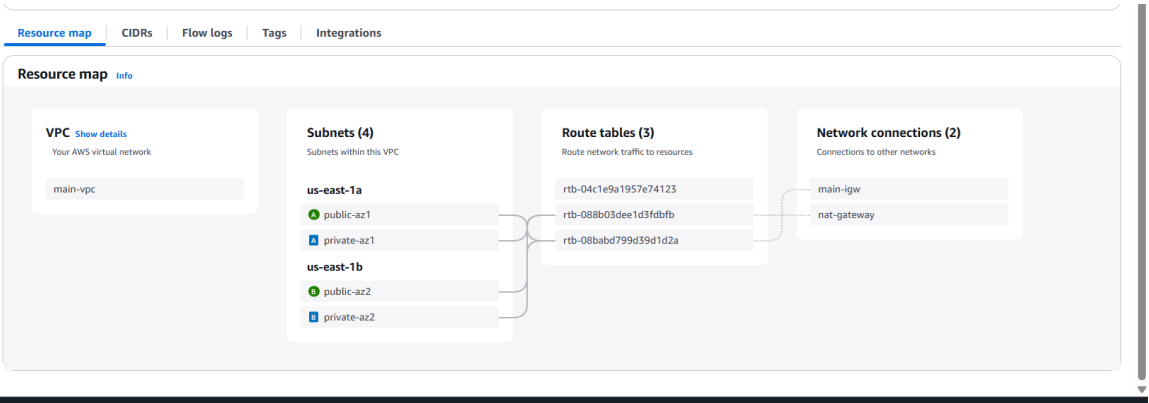 Resource map
CIDRs
Flow logs
Tags
Integrations
Resource map Info
VPC Show details
Your AWS virtual network
main-vpc
Subnets (4)
Subnets within this VPC
us-east-1a
A public-az1
A private-az1
us-east-1b
B public-az2
B private-az2
Route tables (3)
Route network traffic to resources
rtb-04c1e9a1957e74123
rtb-088b03dee1d3fdbfb
rtb-08babd799d39d1d2a
Network connections (2)
Connections to other networks
main-igw
nat-gateway